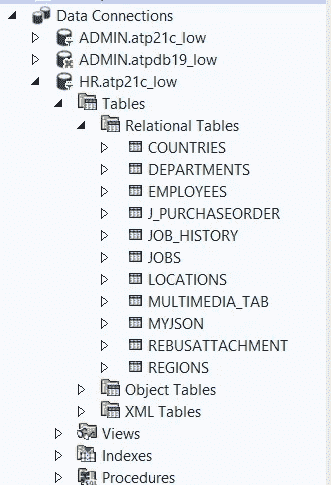 Data Connections
ADMIN.atp21c_low
ADMIN.atpdb19_low
HR.atp21c_low
Tables
Relational Tables
COUNTRIES
DEPARTMENTS
EMPLOYEES
J_PURCHASEORDER
JOB_HISTORY
JOBS
LOCATIONS
MULTIMEDIA_TAB
MYJSON
REBUSATTACHMENT
REGIONS
Object Tables
XML Tables
Views
Indexes
Procedures